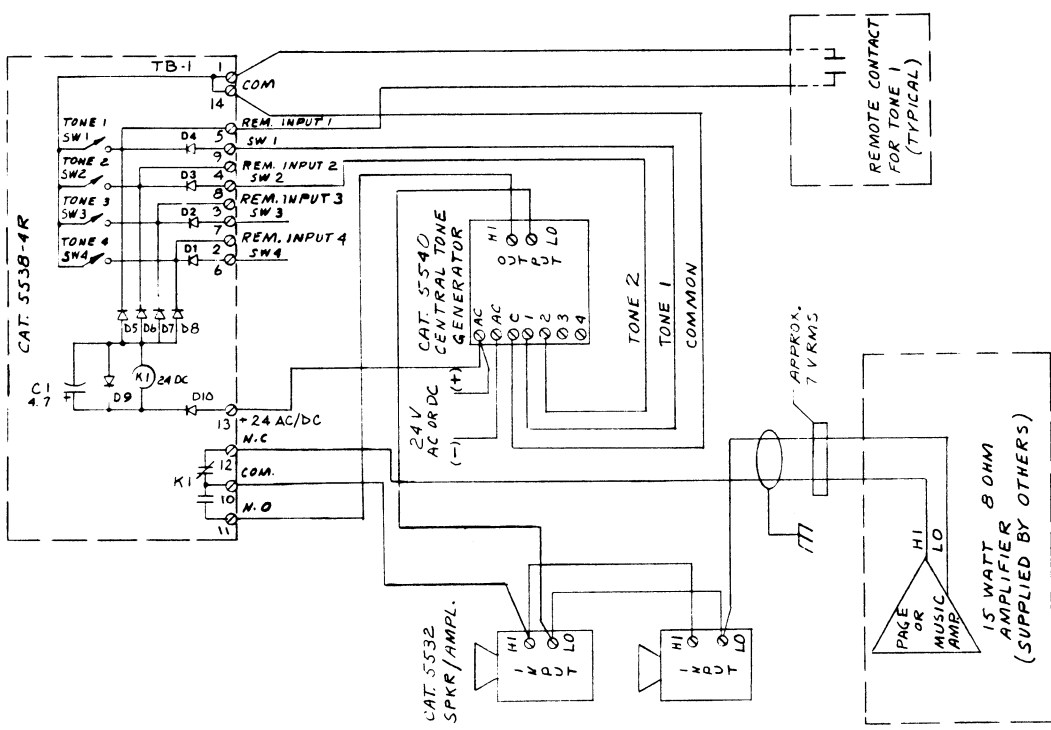 TB-1
1
COM
14
TONE 1
SW1
D4
5
REM. INPUT 1
9
SW 1
TONE 2
SW2
D3
4
REM. INPUT 2
SW 2
8
TONE 3
SW3
D2
3
REM. INPUT 3
SW 3
7
TONE 4
SW4
D1
2
REM. INPUT 4
SW4
6
CAT. 5538-4R
D5
D6
D7
D8
C1
4.7
+
D9
K1
24 DC
D10
13
+ 24 AC/DC
N.C
12
K1
COM.
10
N.O
11
REMOTE CONTACT
FOR TONE 1
(TYPICAL)
CAT. 5540
CENTRAL TONE
GENERATOR
HI
LO
OUT
PUT
AC
AC
C
1
2
3
4
24V
AC OR DC
(+)
(-)
TONE 2
TONE 1
COMMON
APPROX.
7 VRMS
CAT. 5532
SPKR/AMPL.
HI
LO
INPUT
HI
LO
INPUT
HI
LO
PAGE
OR
MUSIC
AMP.
15 WATT 8 OHM
AMPLIFIER
(SUPPLIED BY OTHERS)